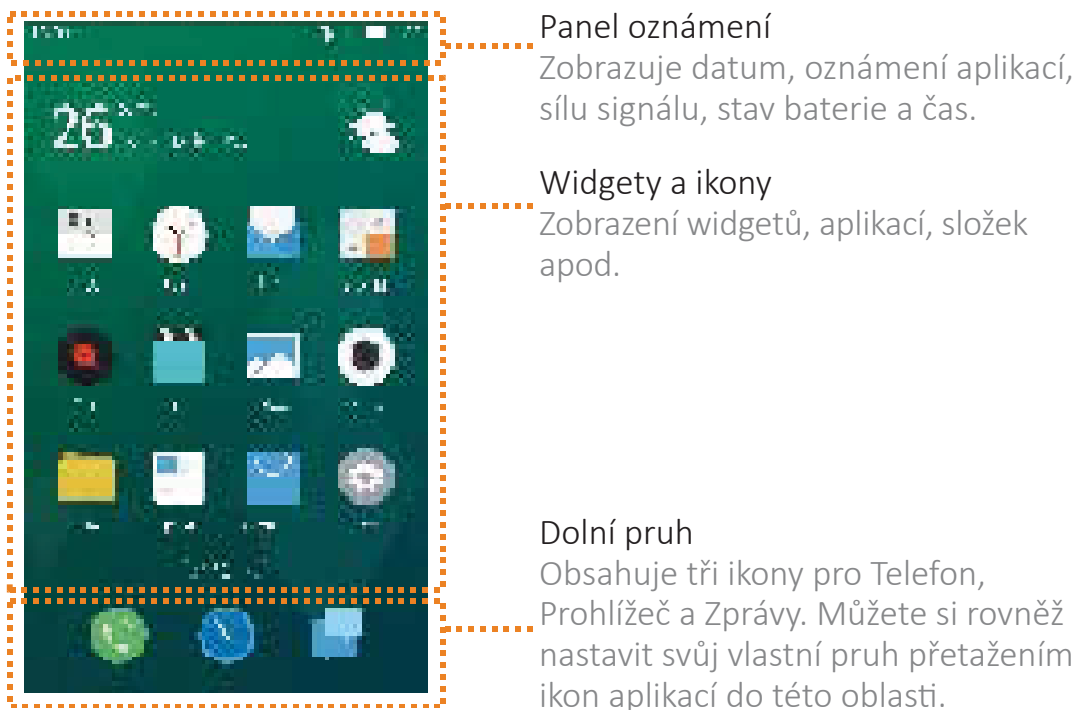 Panel oznámení
Zobrazuje datum, oznámení aplikací,
sílu signálu, stav baterie a čas.
26
Widgety a ikony
Zobrazení widgetů, aplikací, složek
apod.
Dolní pruh
Obsahuje tři ikony pro Telefon,
Prohlížeč a Zprávy. Můžete si rovněž
nastavit svůj vlastní pruh přetažením
ikon aplikací do této oblasti.